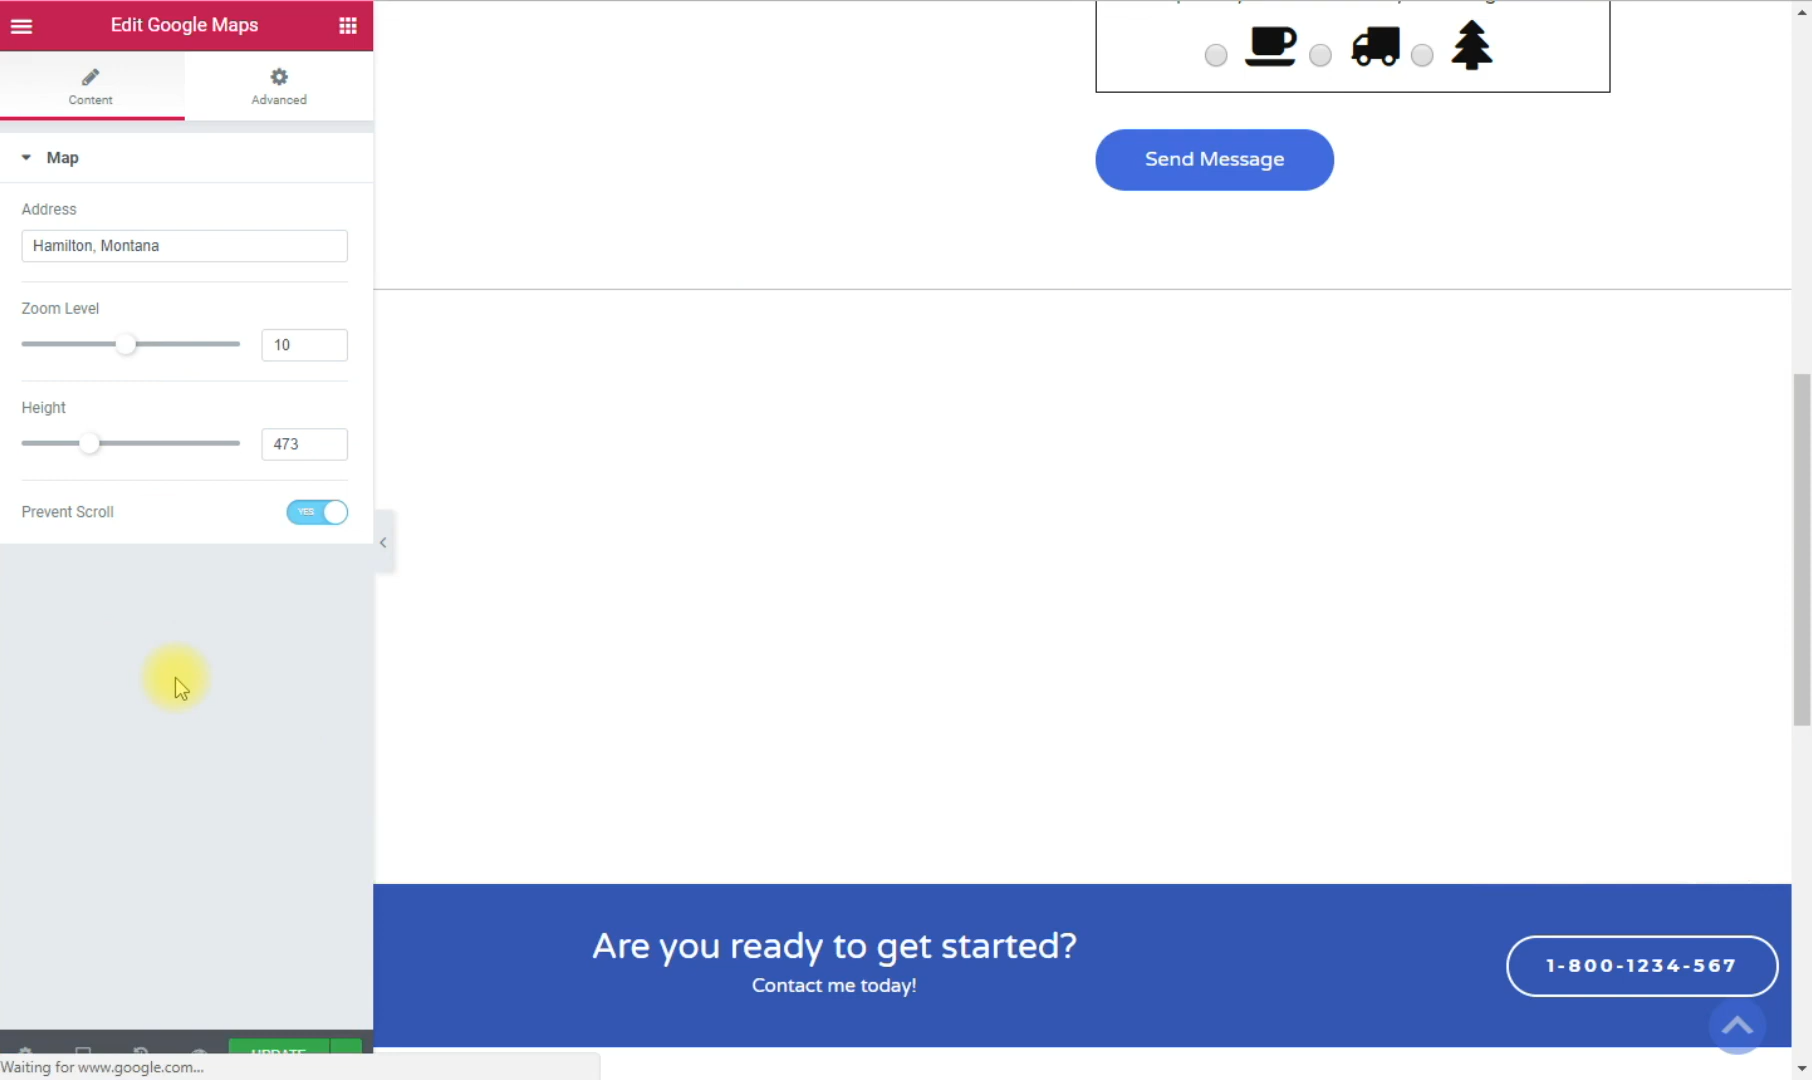 Edit Google Maps
Content
Advanced
Map
Address
Hamilton, Montana
Zoom Level
10
Height
473
Prevent Scroll
YES
Send Message
Are you ready to get started?
Contact me today!
1-800-1234-567
UPDATE
Waiting for www.google.com...